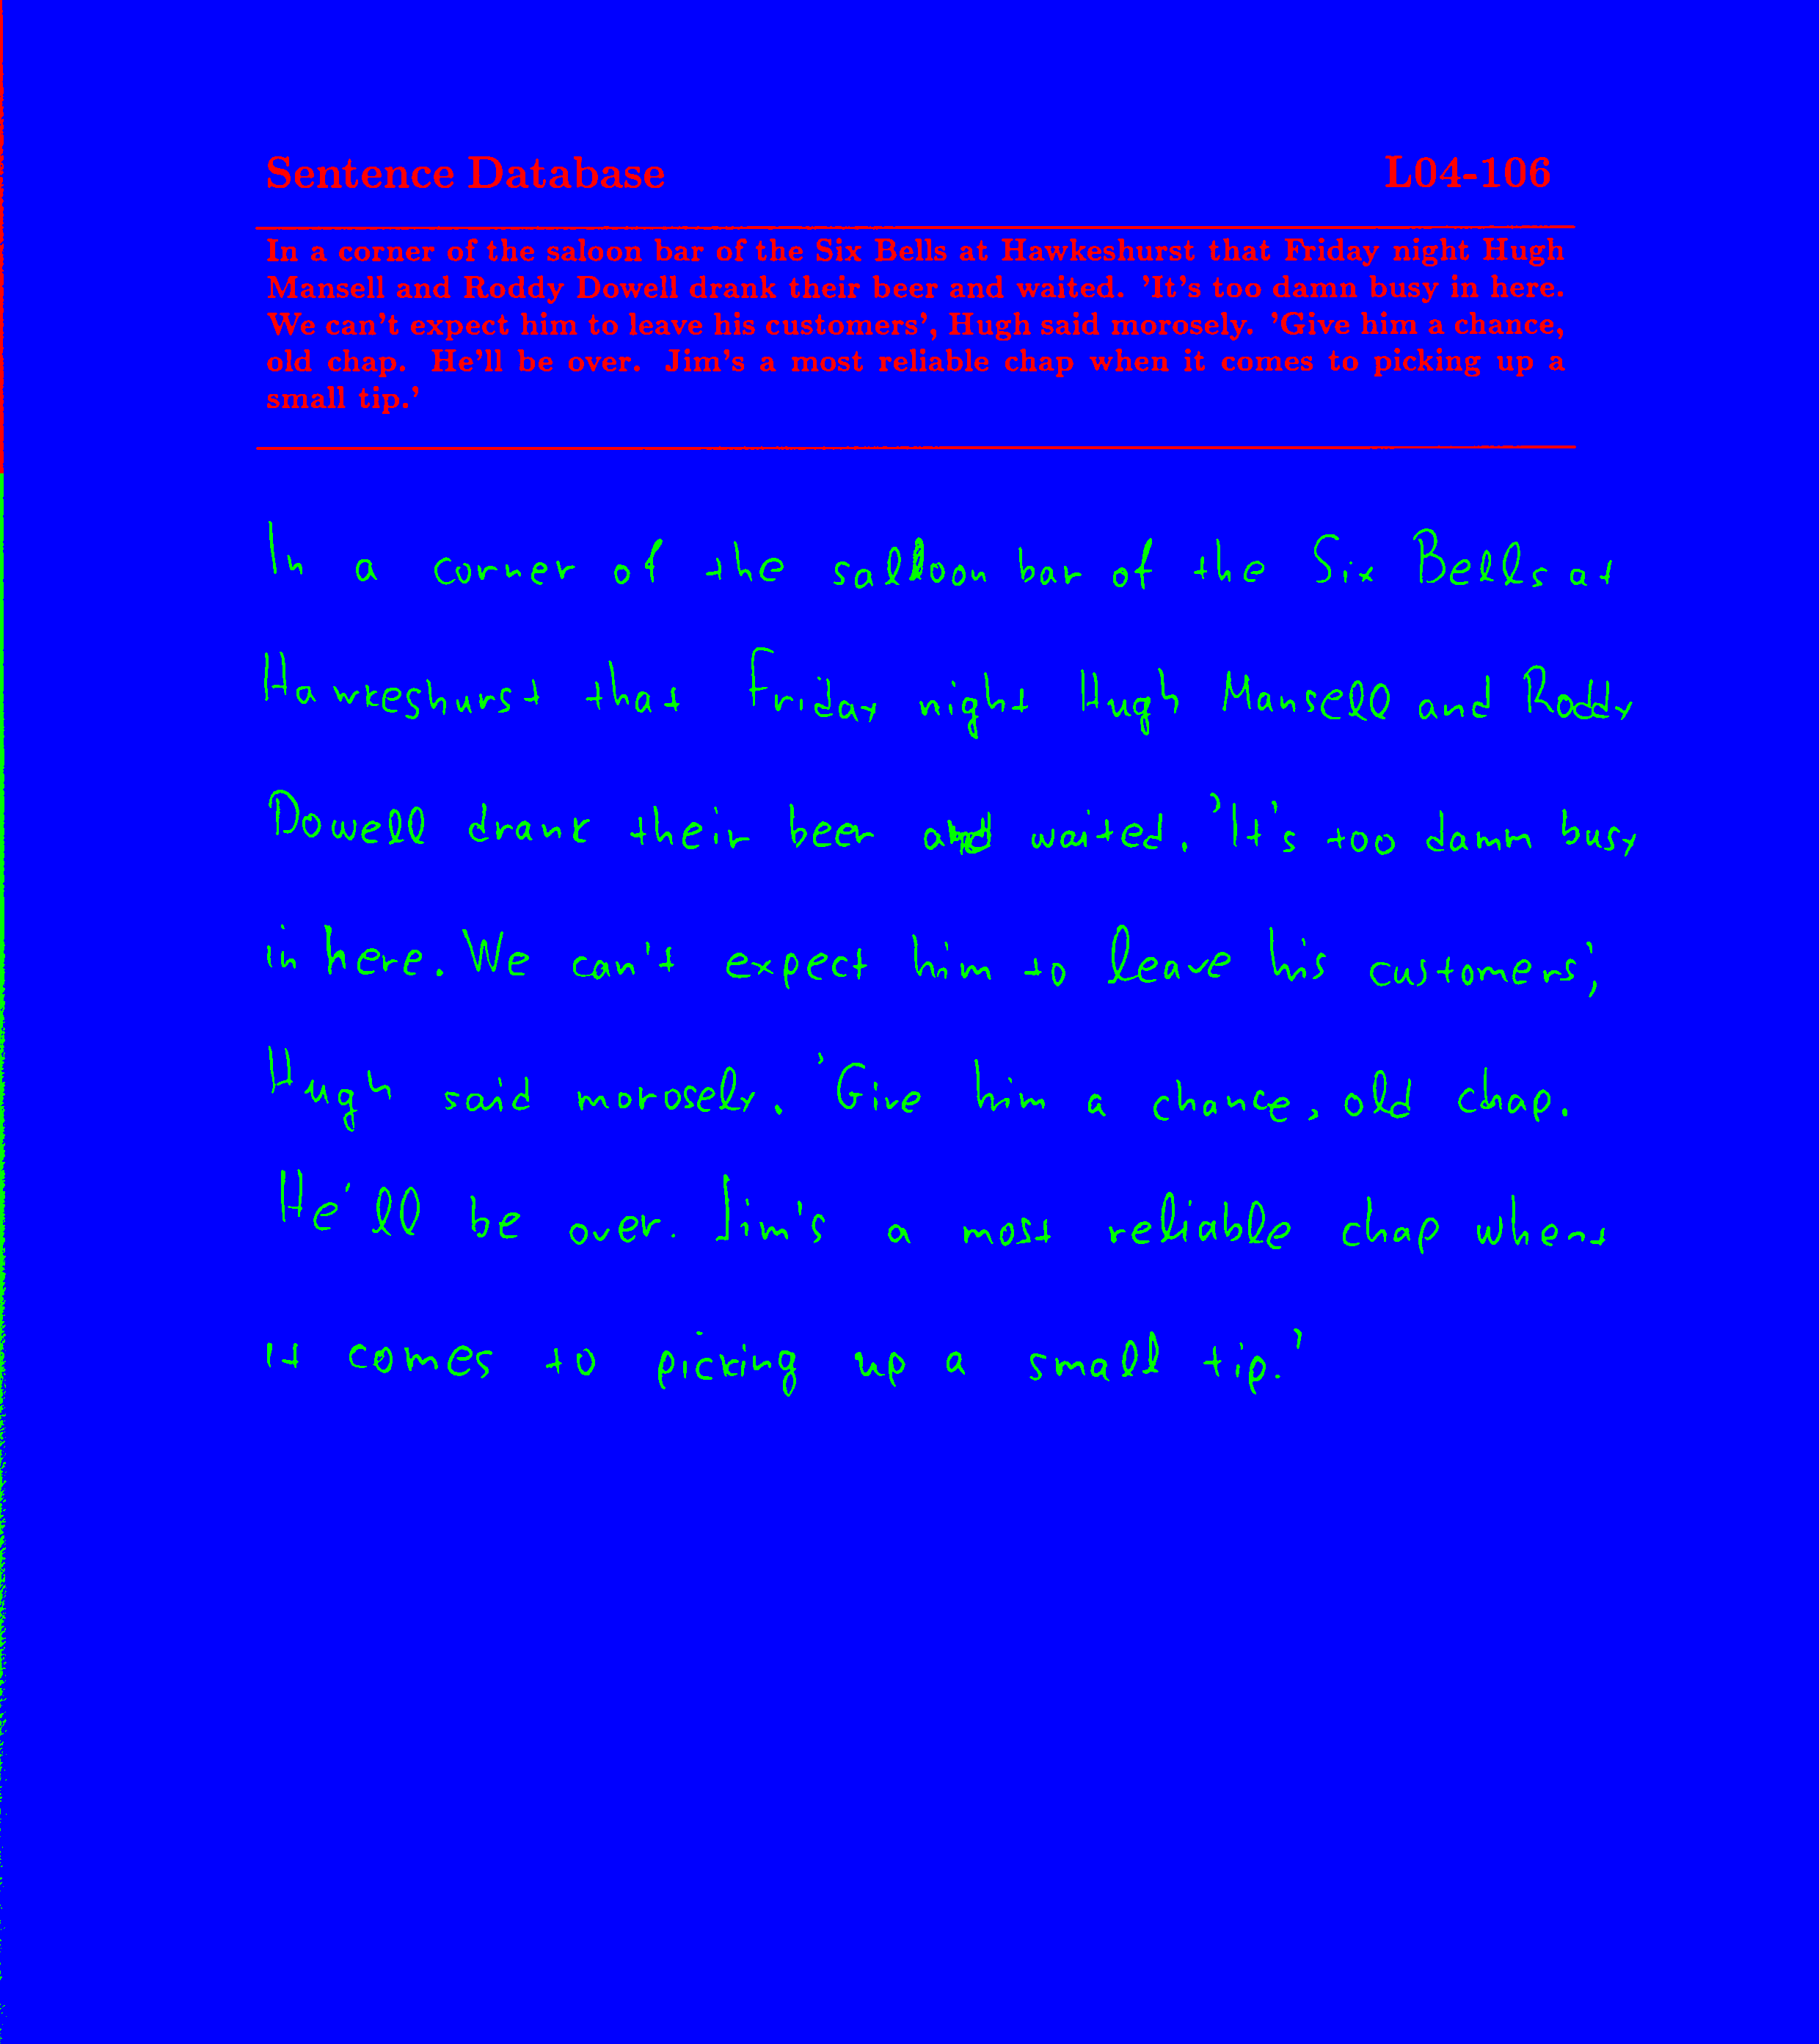 Sentence Database L04-106
In a corner of the saloon bar of the Six Bells at Hawkeshurst that Friday night Hugh
Mansell and Roddy Dowell drank their beer and waited. 'It's too damn busy in here.
We can't expect him to leave his customers', Hugh said morosely. 'Give him a chance,
old chap. He'll be over. Jim's a most reliable chap when it comes to picking up a
small tip.'
In a corner of the salloon bar of the Six Bells at
Hawkeshurst that Friday night Hugh Mansell and Roddy
Dowell drank their beer and waited. 'It's too damn busy
in here. We can't expect him to leave his customers',
Hugh said morosely. 'Give him a chance, old chap.
He'll be over. Jim's a most reliable chap whent
it comes to picking up a small tip.'